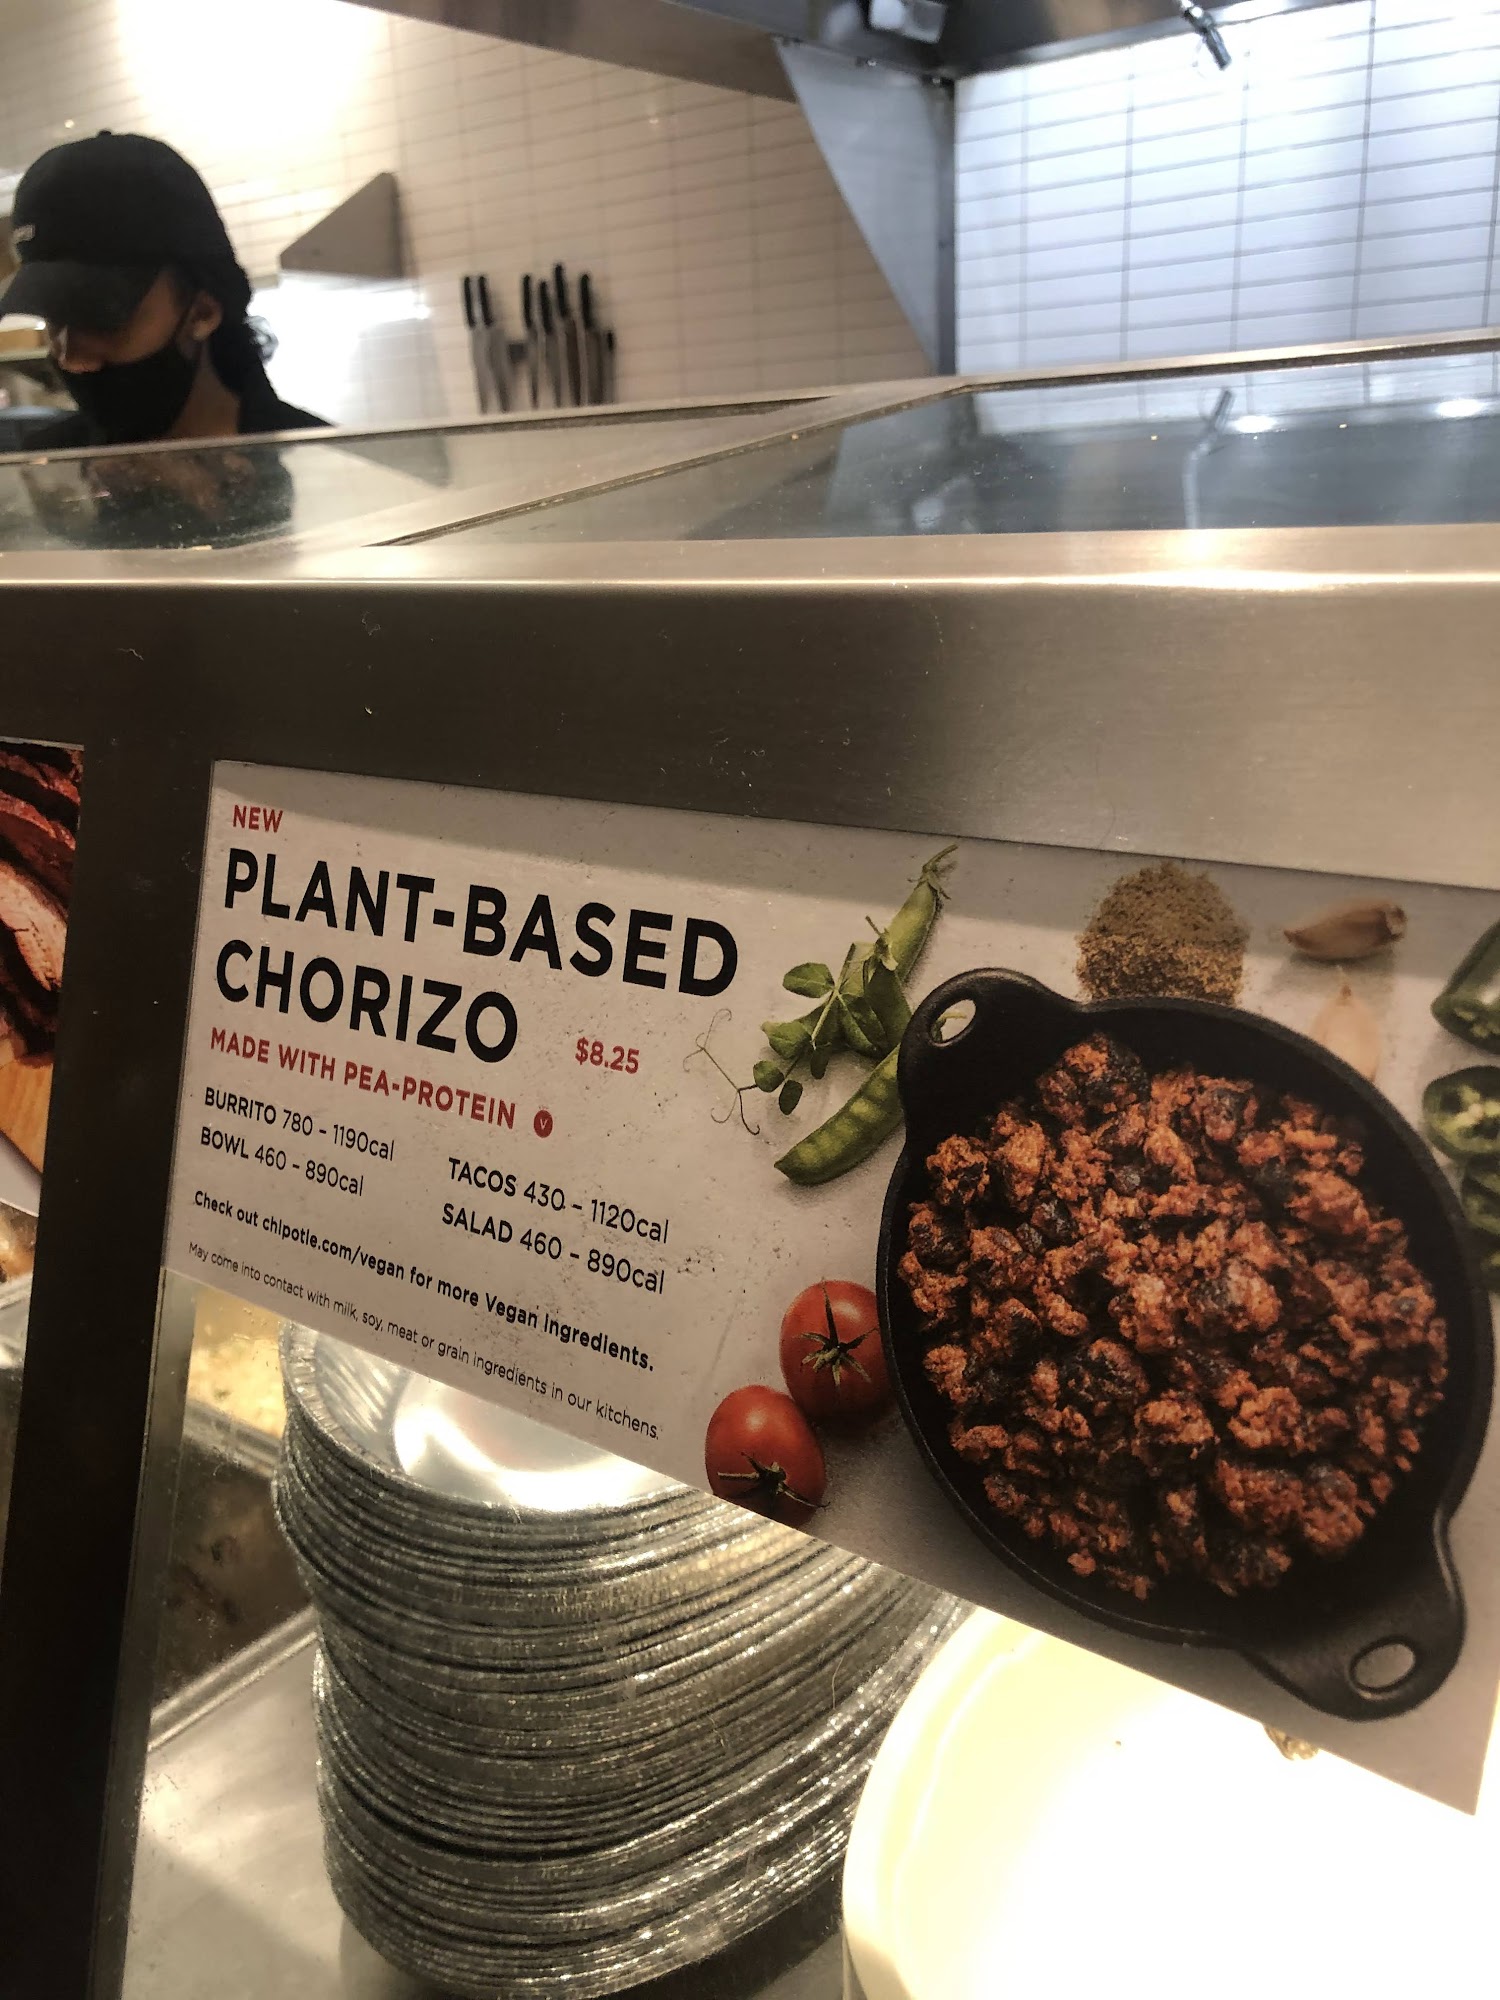 NEW
PLANT-BASED
CHORIZO
$8.25
MADE WITH PEA-PROTEIN V
BURRITO 780 - 1190cal
BOWL 460 - 890cal
TACOS 430 - 1120cal
SALAD 460 - 890cal
Check out chipotle.com/vegan for more Vegan ingredients.
May come into contact with milk, soy, meat or grain ingredients in our kitchens.